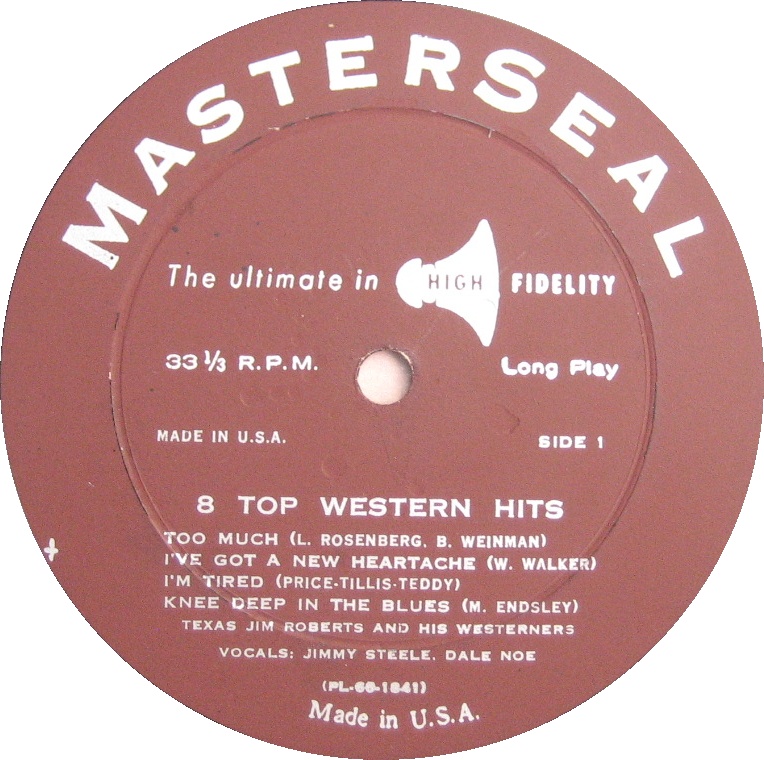 MASTERSEAL
The ultimate in HIGH FIDELITY
33 1/3 R.P.M. Long Play
MADE IN U.S.A. SIDE 1
8 TOP WESTERN HITS
TOO MUCH (L. ROSENBERG, B. WEINMAN)
I'VE GOT A NEW HEARTACHE (W. WALKER)
I'M TIRED (PRICE-TILLIS-TEDDY)
KNEE DEEP IN THE BLUES (M. ENDSLEY)
TEXAS JIM ROBERTS AND HIS WESTERNERS
VOCALS: JIMMY STEELE, DALE NOE
Made in U.S.A.